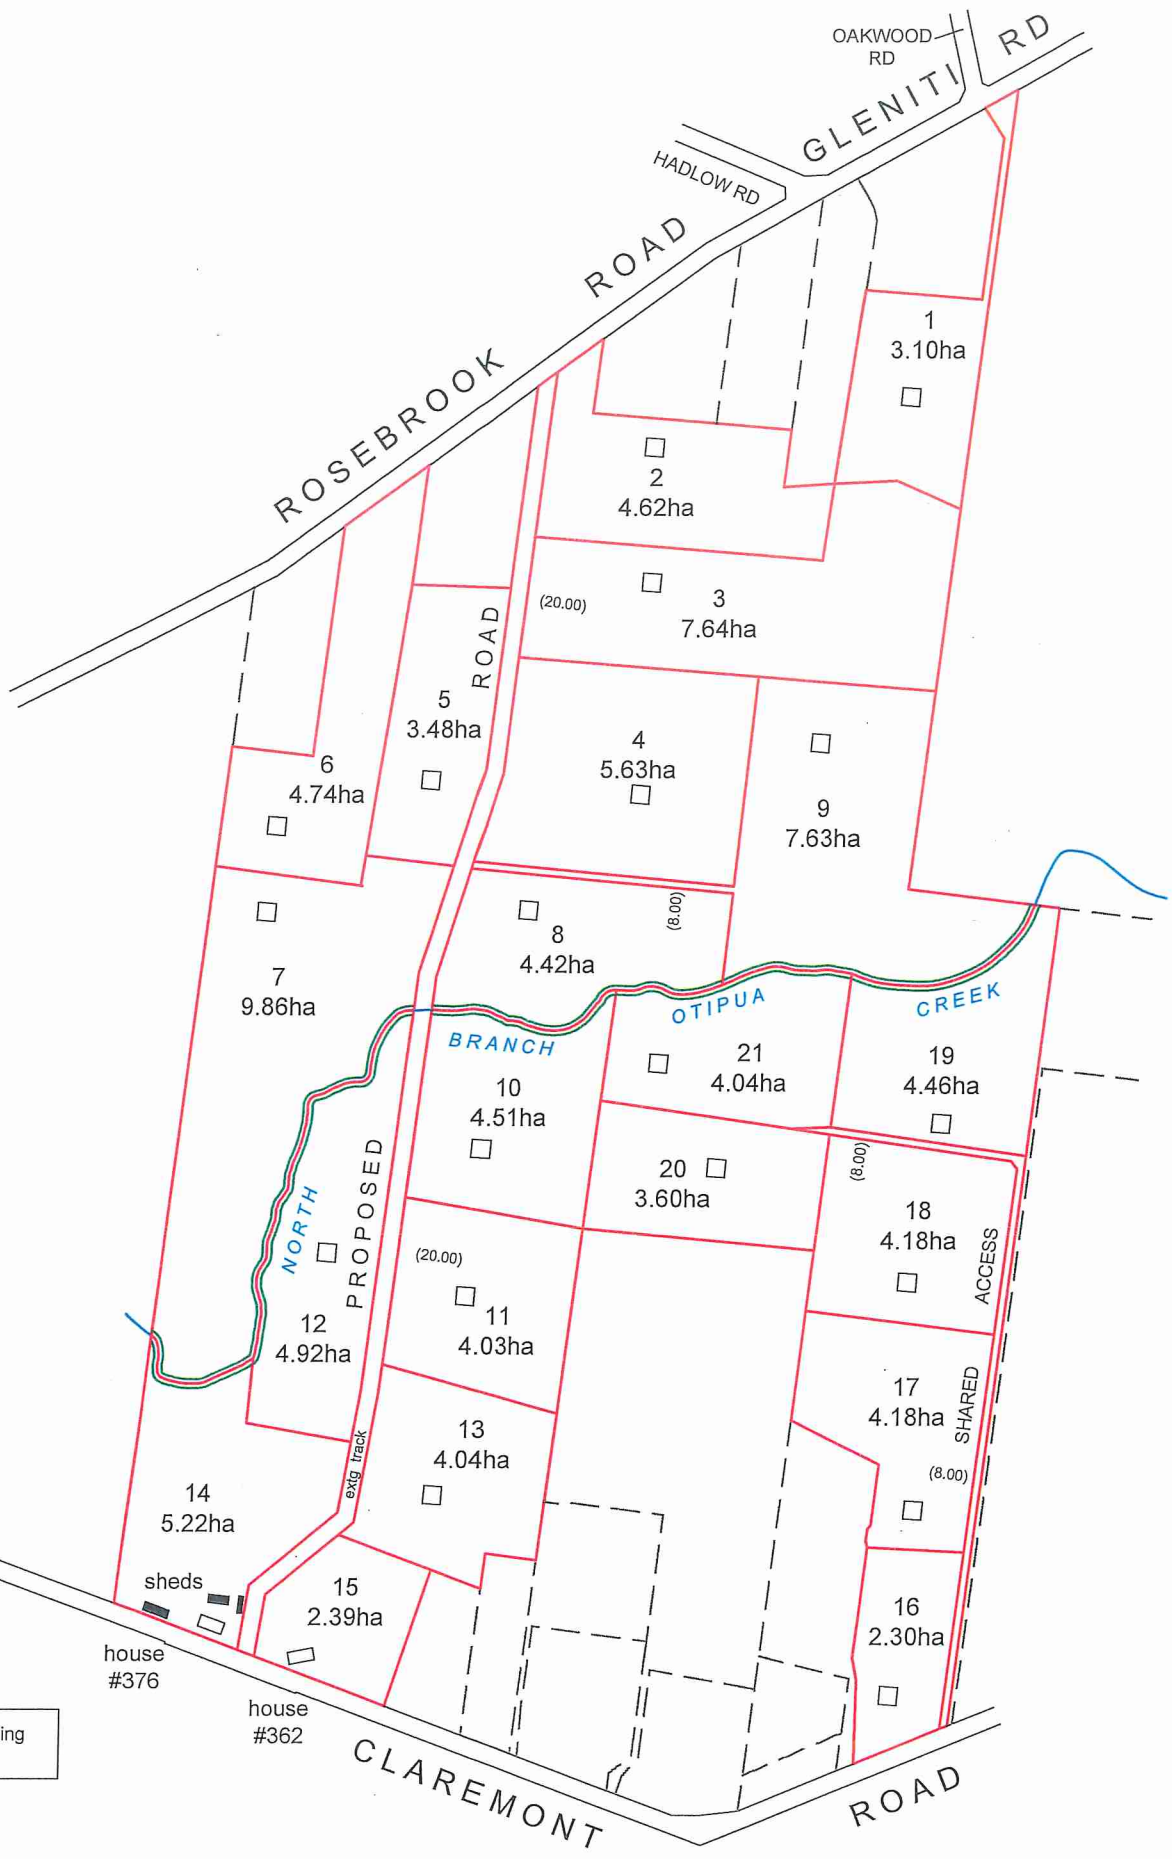 OAKWOOD
RD
GLENITI RD
HADLOW RD
ROSEBROOK ROAD
1
3.10ha
2
4.62ha
(20.00)
3
7.64ha
ROAD
5
3.48ha
4
5.63ha
6
4.74ha
9
7.63ha
(8.00)
8
4.42ha
7
9.86ha
NORTH BRANCH OTIPUA CREEK
21
4.04ha
19
4.46ha
10
4.51ha
PROPOSED
20
3.60ha
(8.00)
18
4.18ha
ACCESS
(20.00)
11
4.03ha
12
4.92ha
17
4.18ha
SHARED
(8.00)
13
4.04ha
extg track
14
5.22ha
sheds
15
2.39ha
16
2.30ha
house
#376
house
#362
ing
CLAREMONT ROAD